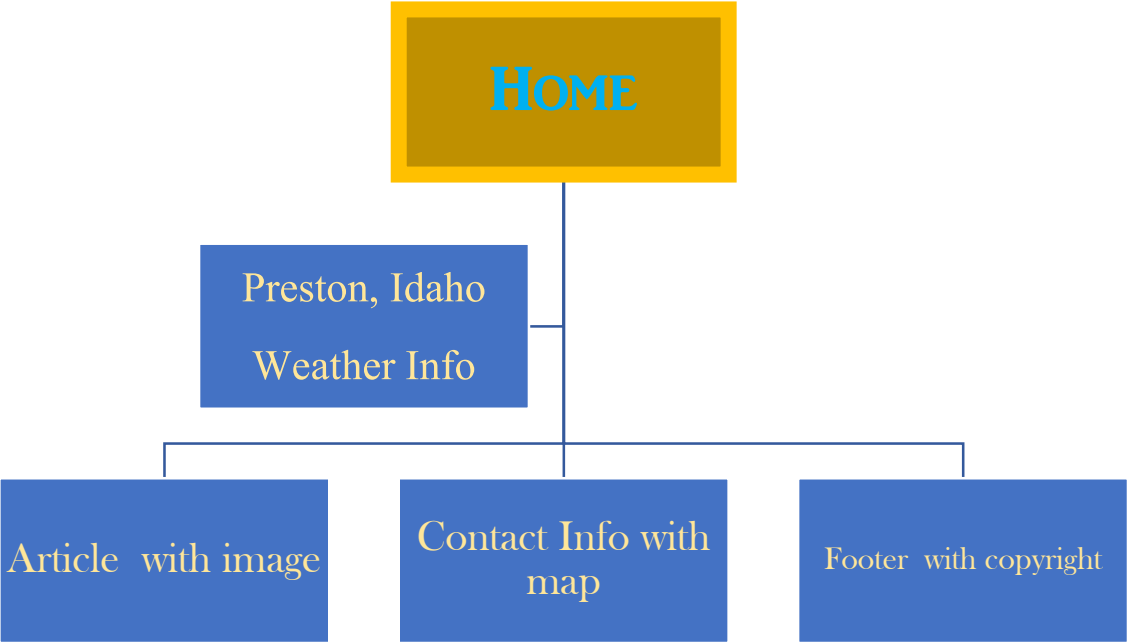 HOME
Preston, Idaho
Weather Info
Article with image
Contact Info with
map
Footer with copyright